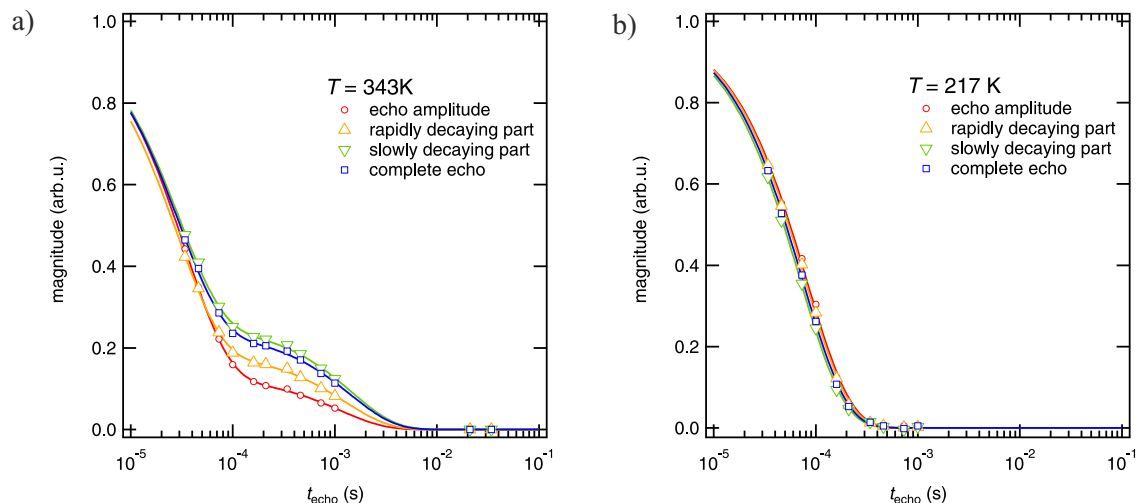 a)
magnitude (arb.u.)
1.0
0.8
0.6
0.4
0.2
0.0
T = 343K
echo amplitude
rapidly decaying part
slowly decaying part
complete echo
10⁻⁵ 10⁻⁴ 10⁻³ 10⁻² 10⁻¹
t_echo (s)
b)
magnitude (arb.u.)
1.0
0.8
0.6
0.4
0.2
0.0
T = 217 K
echo amplitude
rapidly decaying part
slowly decaying part
complete echo
10⁻⁵ 10⁻⁴ 10⁻³ 10⁻² 10⁻¹
t_echo (s)